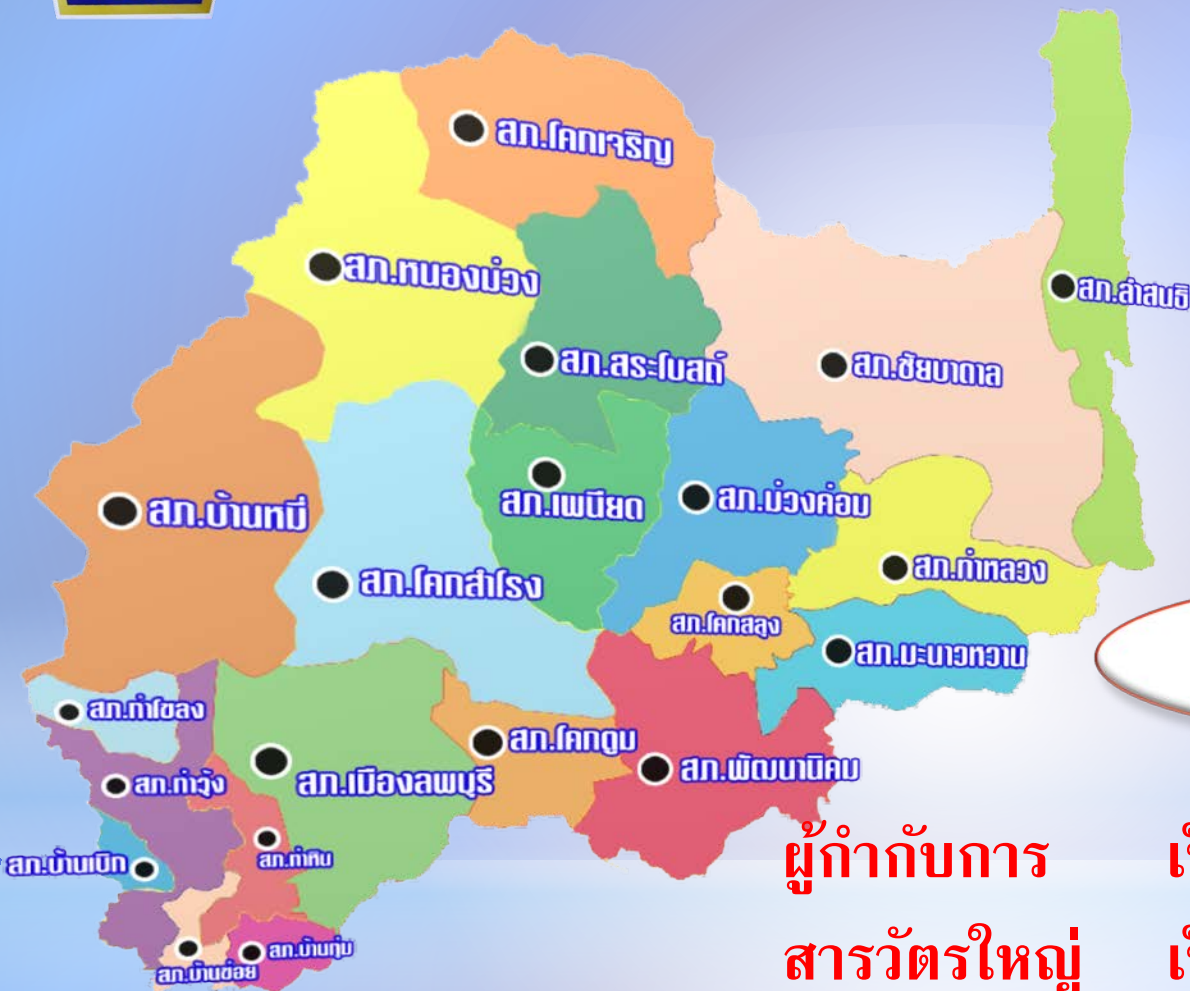 สภ.โคกเจริญ
สภ.หนองม่วง
สภ.ลำสนธิ
สภ.สระโบสถ์
สภ.ชัยบาดาล
สภ.บ้านหมี่
สภ.เพนียด
สภ.ม่วงค่อม
สภ.โคกสำโรง
สภ.ท่าหลวง
สภ.โคกสลุง
สภ.มะนาวหวาน
สภ.ท่าโขลง
สภ.ท่าวุ้ง
สภ.เมืองลพบุรี
สภ.โคกตูม
สภ.พัฒนานิคม
สภ.บ้านเบิก
สภ.ท่าหิน
สภ.บ้านข่อย
ผู้กำกับการ
สารวัตรใหญ่